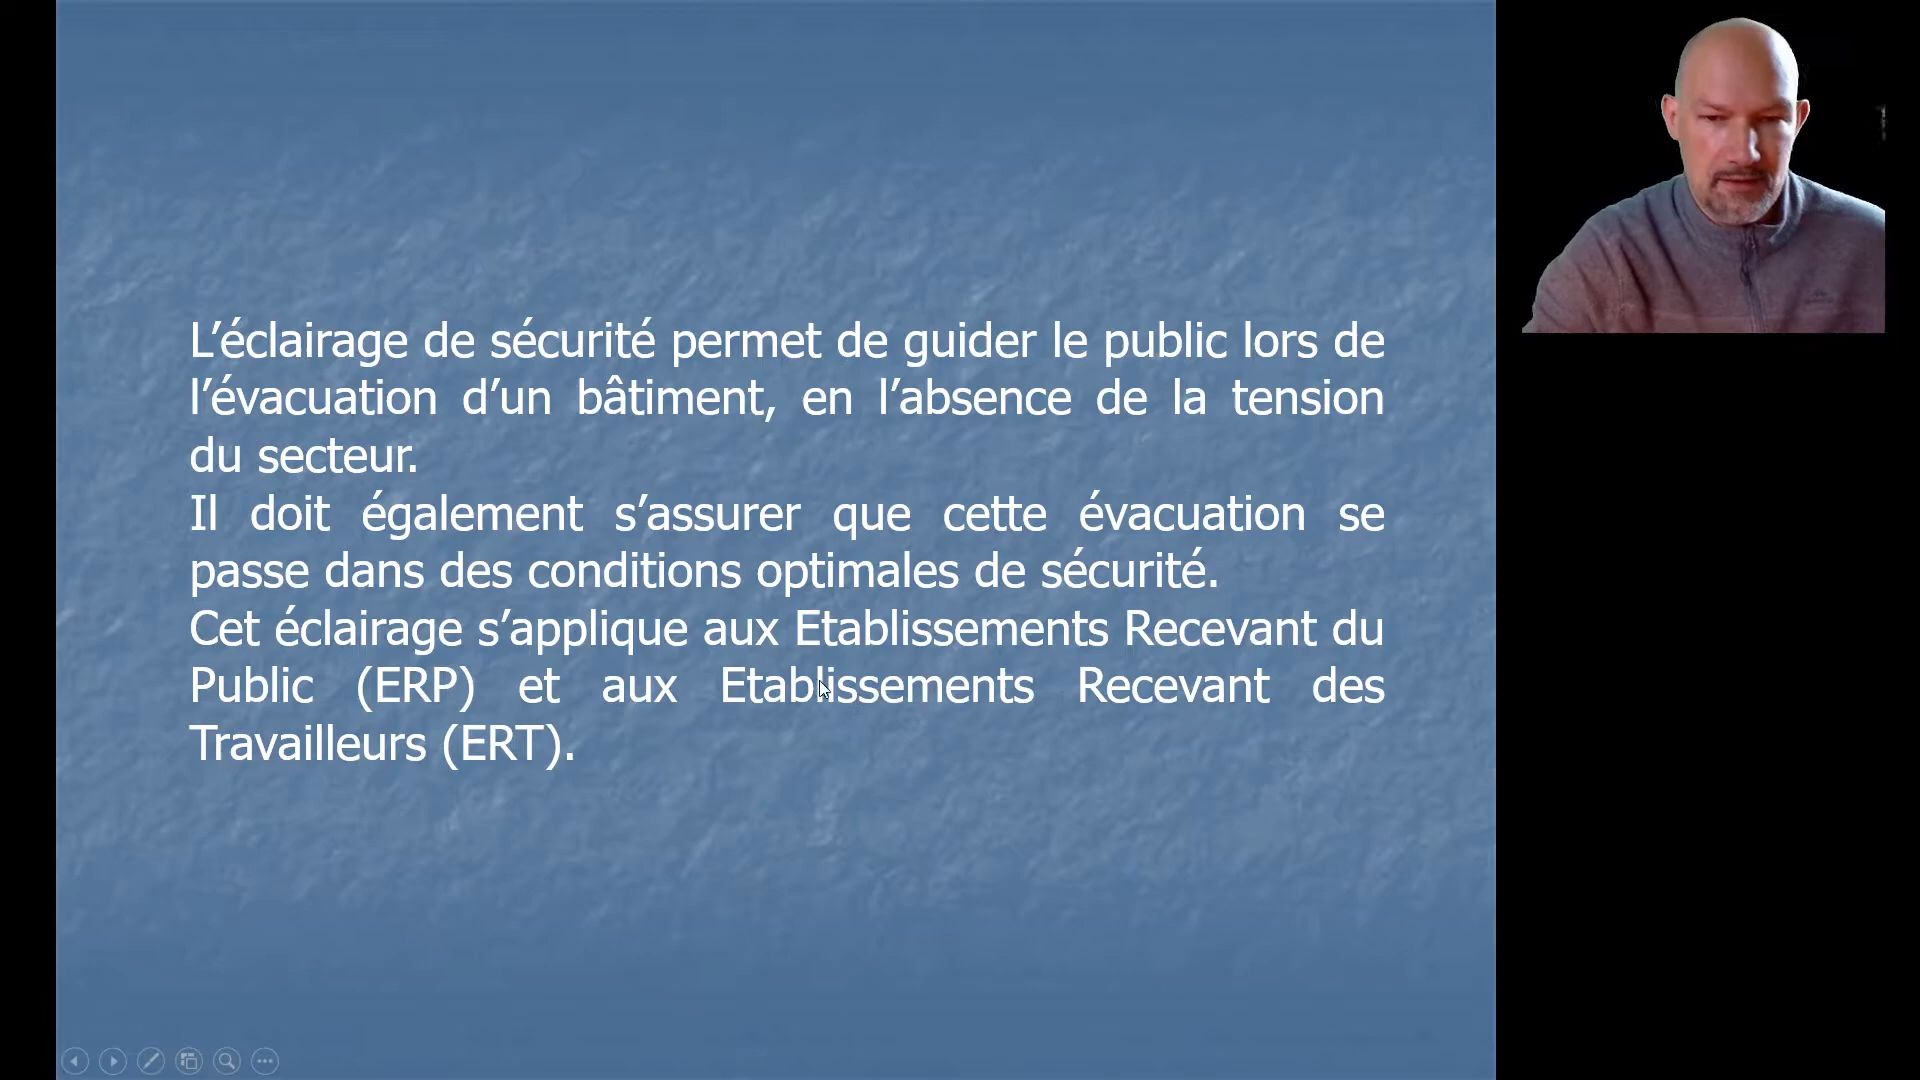 L’éclairage de sécurité permet de guider le public lors de
l’évacuation d’un bâtiment, en l’absence de la tension
du secteur.
Il doit également s’assurer que cette évacuation se
passe dans des conditions optimales de sécurité.
Cet éclairage s’applique aux Etablissements Recevant du
Public (ERP) et aux Etablissements Recevant des
Travailleurs (ERT).